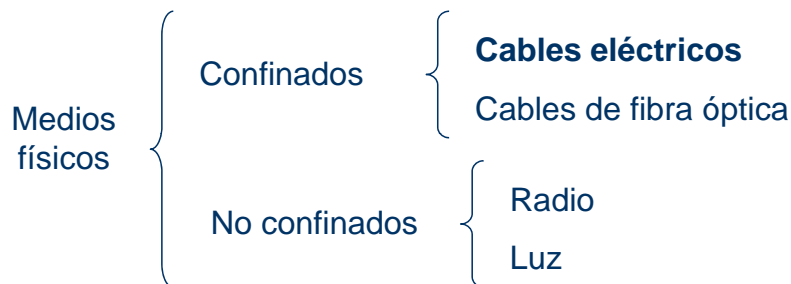 Medios
físicos
Confinados
Cables eléctricos
Cables de fibra óptica
No confinados
Radio
Luz